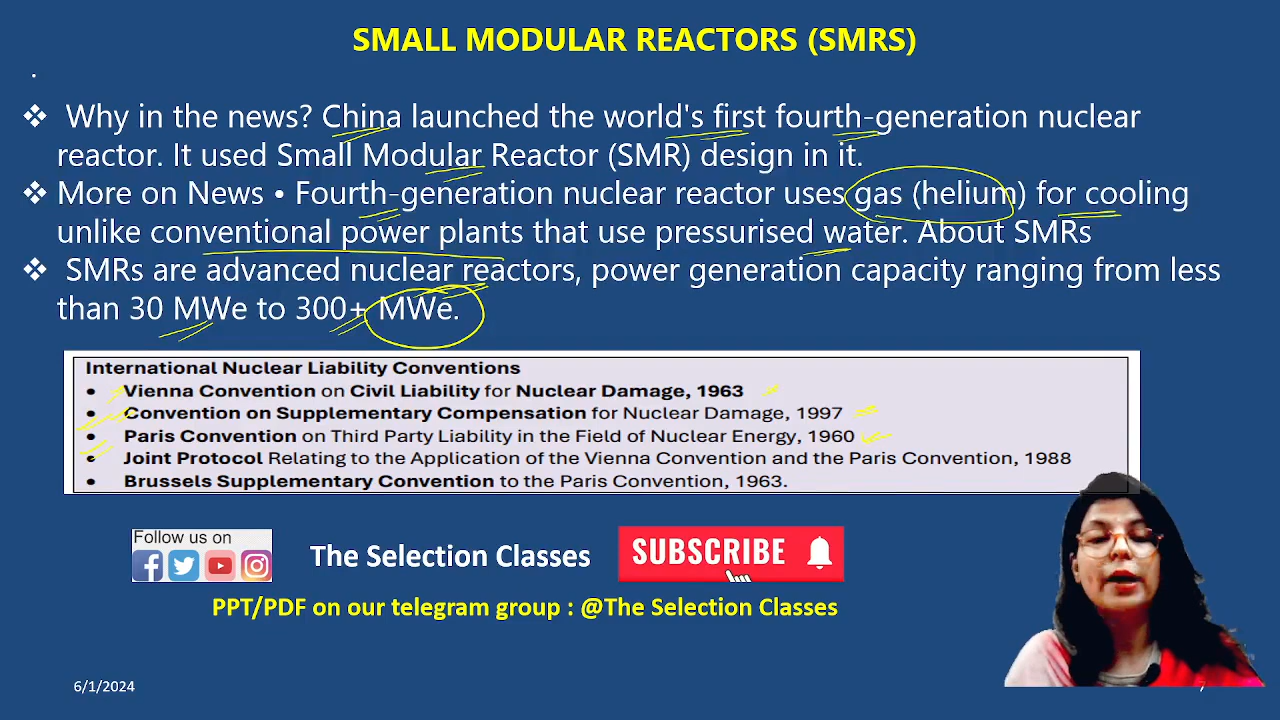 SMALL MODULAR REACTORS (SMRS)
.
❖ Why in the news? China launched the world's first fourth-generation nuclear
reactor. It used Small Modular Reactor (SMR) design in it.
❖ More on News • Fourth-generation nuclear reactor uses gas (helium) for cooling
unlike conventional power plants that use pressurised water. About SMRs
❖ SMRs are advanced nuclear reactors, power generation capacity ranging from less
than 30 MWe to 300+ MWe.
International Nuclear Liability Conventions
• Vienna Convention on Civil Liability for Nuclear Damage, 1963
• Convention on Supplementary Compensation for Nuclear Damage, 1997
• Paris Convention on Third Party Liability in the Field of Nuclear Energy, 1960
• Joint Protocol Relating to the Application of the Vienna Convention and the Paris Convention, 1988
• Brussels Supplementary Convention to the Paris Convention, 1963.
Follow us on
The Selection Classes
SUBSCRIBE
PPT/PDF on our telegram group : @The Selection Classes
6/1/2024